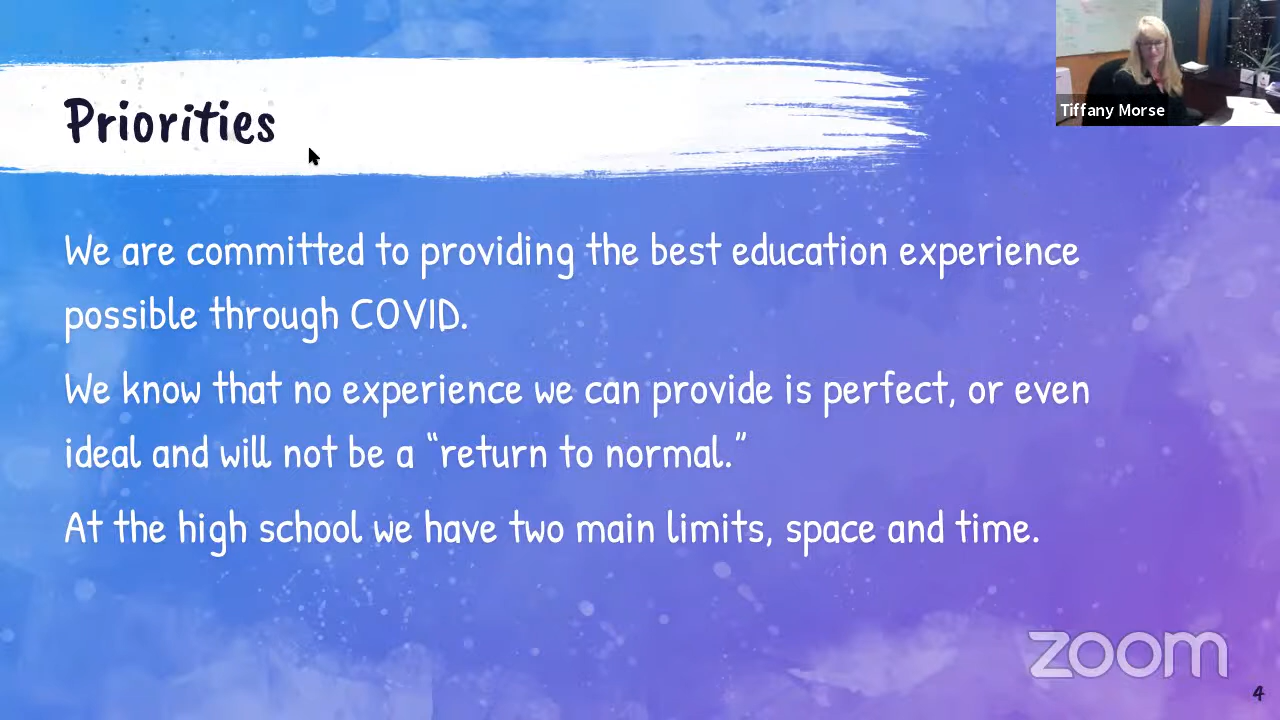 Priorities
Tiffany Morse
We are committed to providing the best education experience
possible through COVID.
We know that no experience we can provide is perfect, or even
ideal and will not be a “return to normal.”
At the high school we have two main limits, space and time.
zoom
4